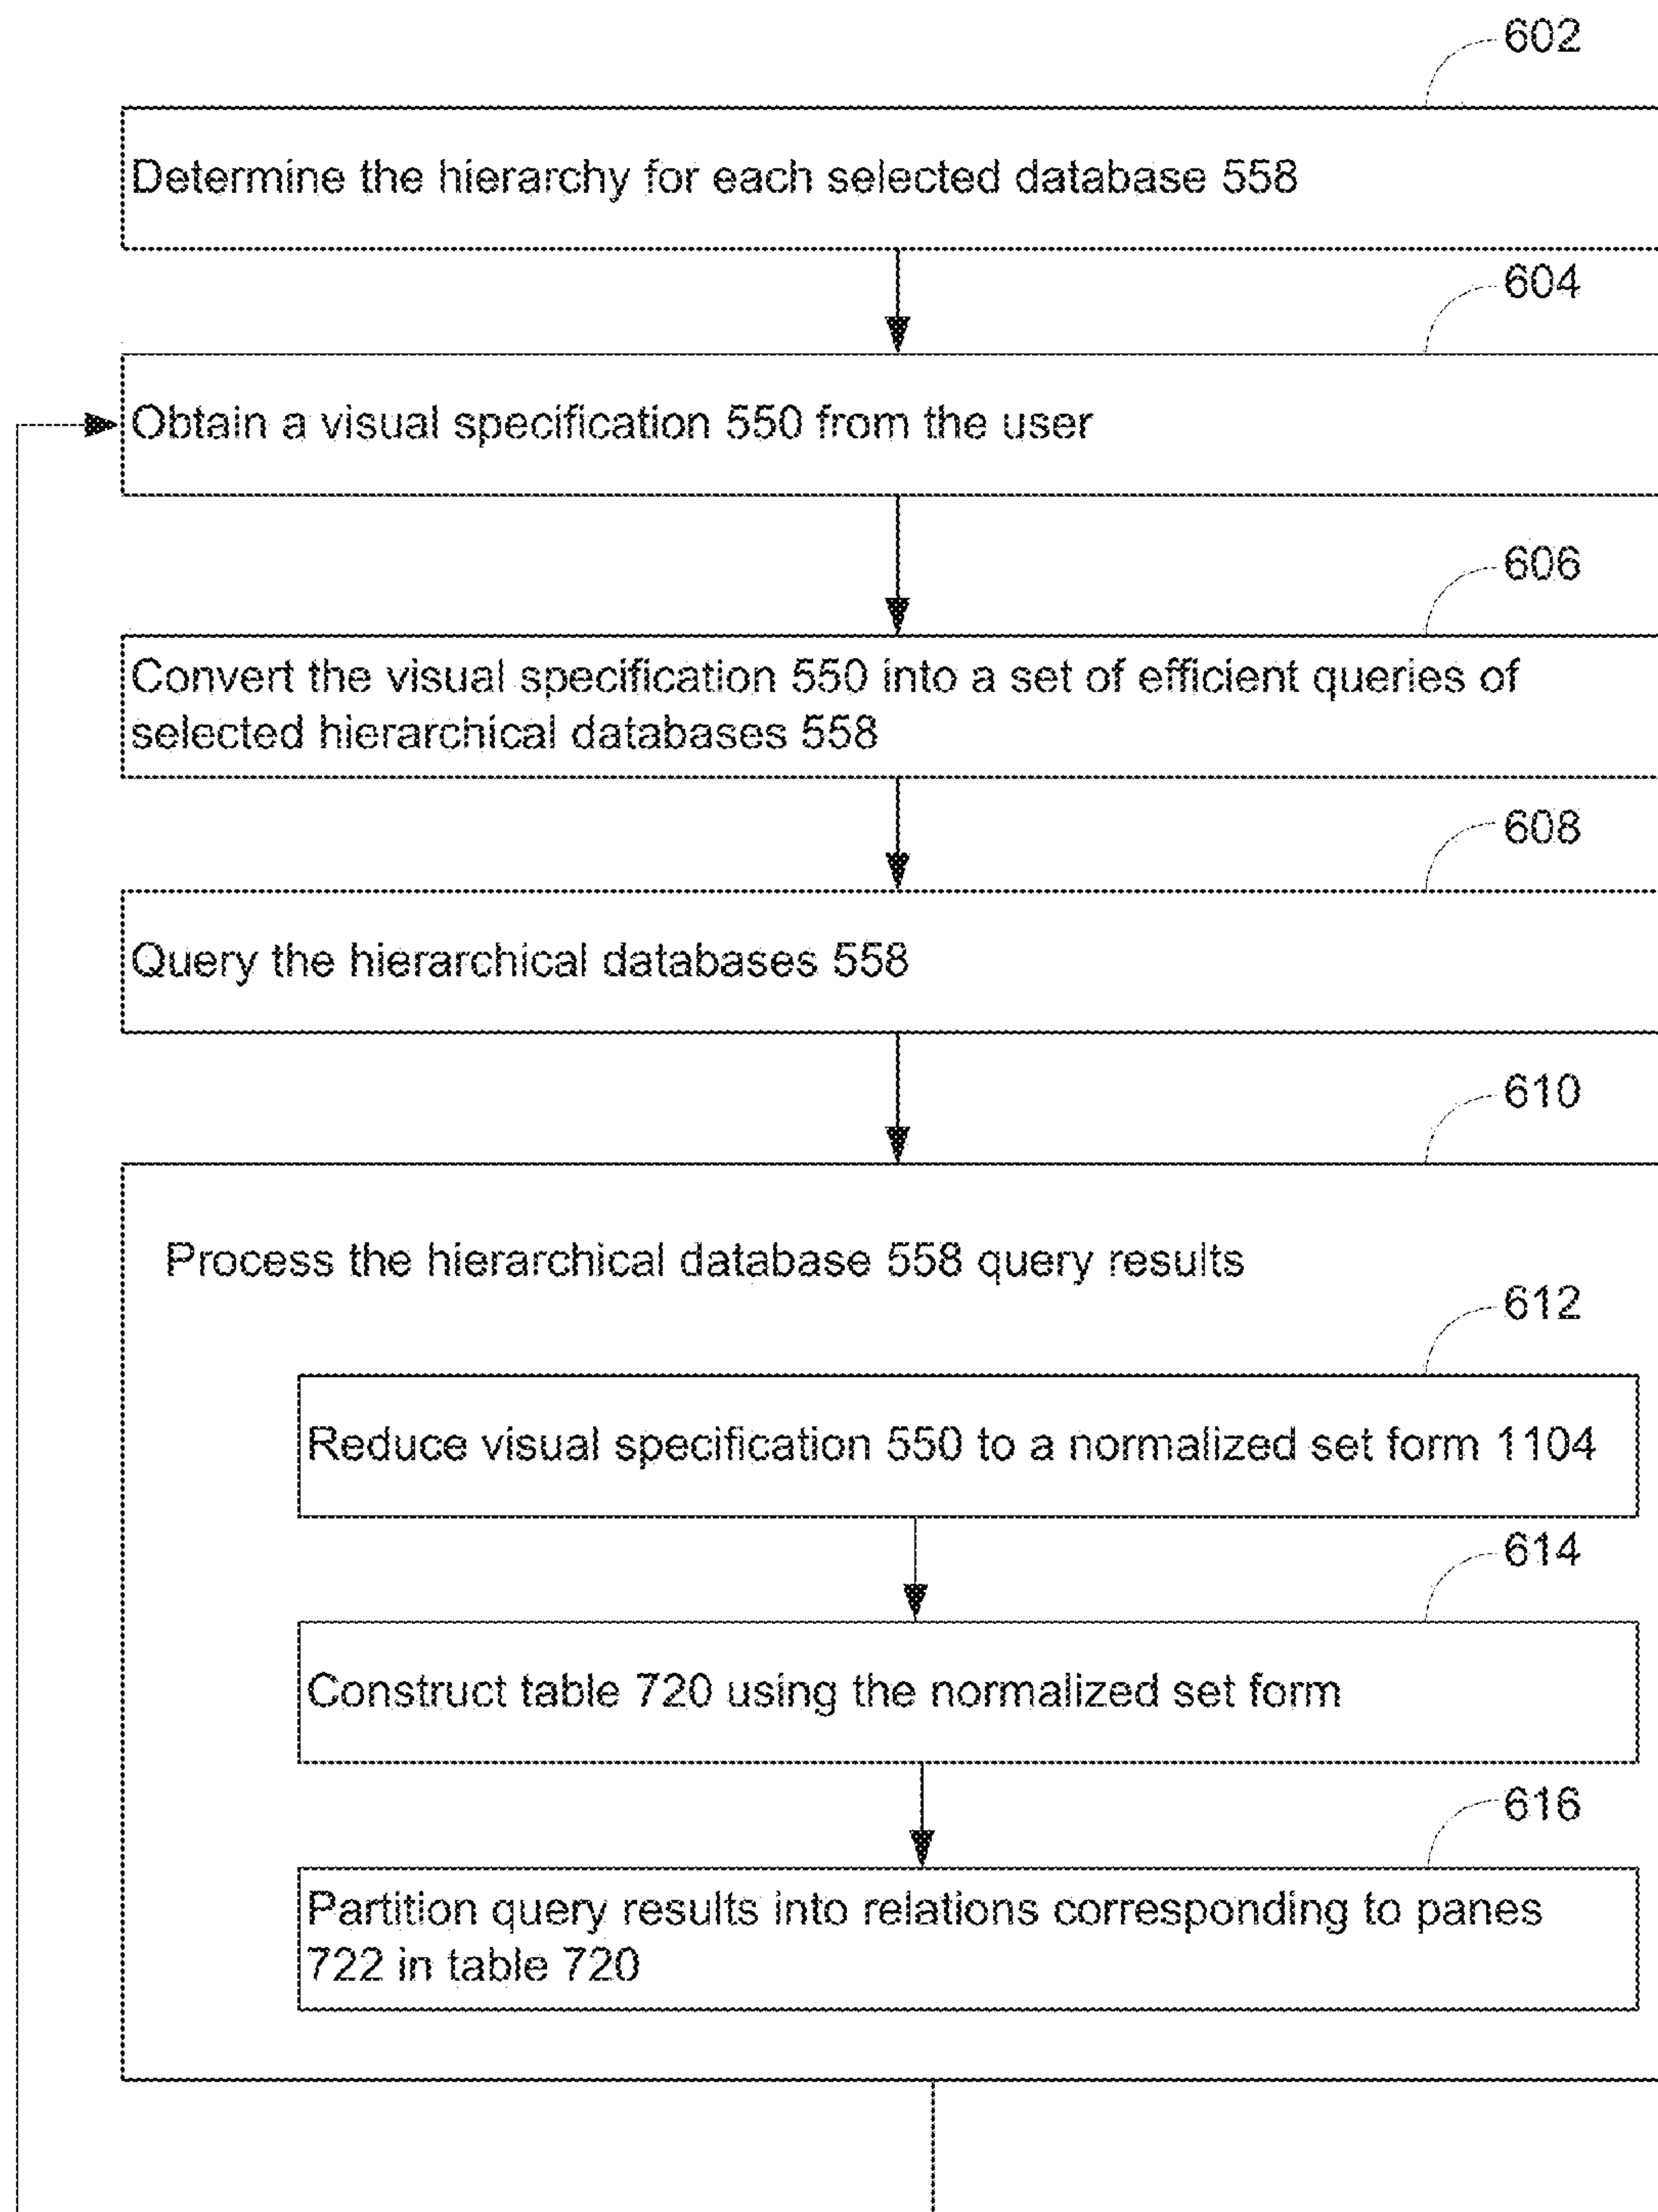 602
Determine the hierarchy for each selected database 558
604
Obtain a visual specification 550 from the user
606
Convert the visual specification 550 into a set of efficient queries of
selected hierarchical databases 558
608
Query the hierarchical databases 558
610
Process the hierarchical database 558 query results
612
Reduce visual specification 550 to a normalized set form 1104
614
Construct table 720 using the normalized set form
616
Partition query results into relations corresponding to panes
722 in table 720